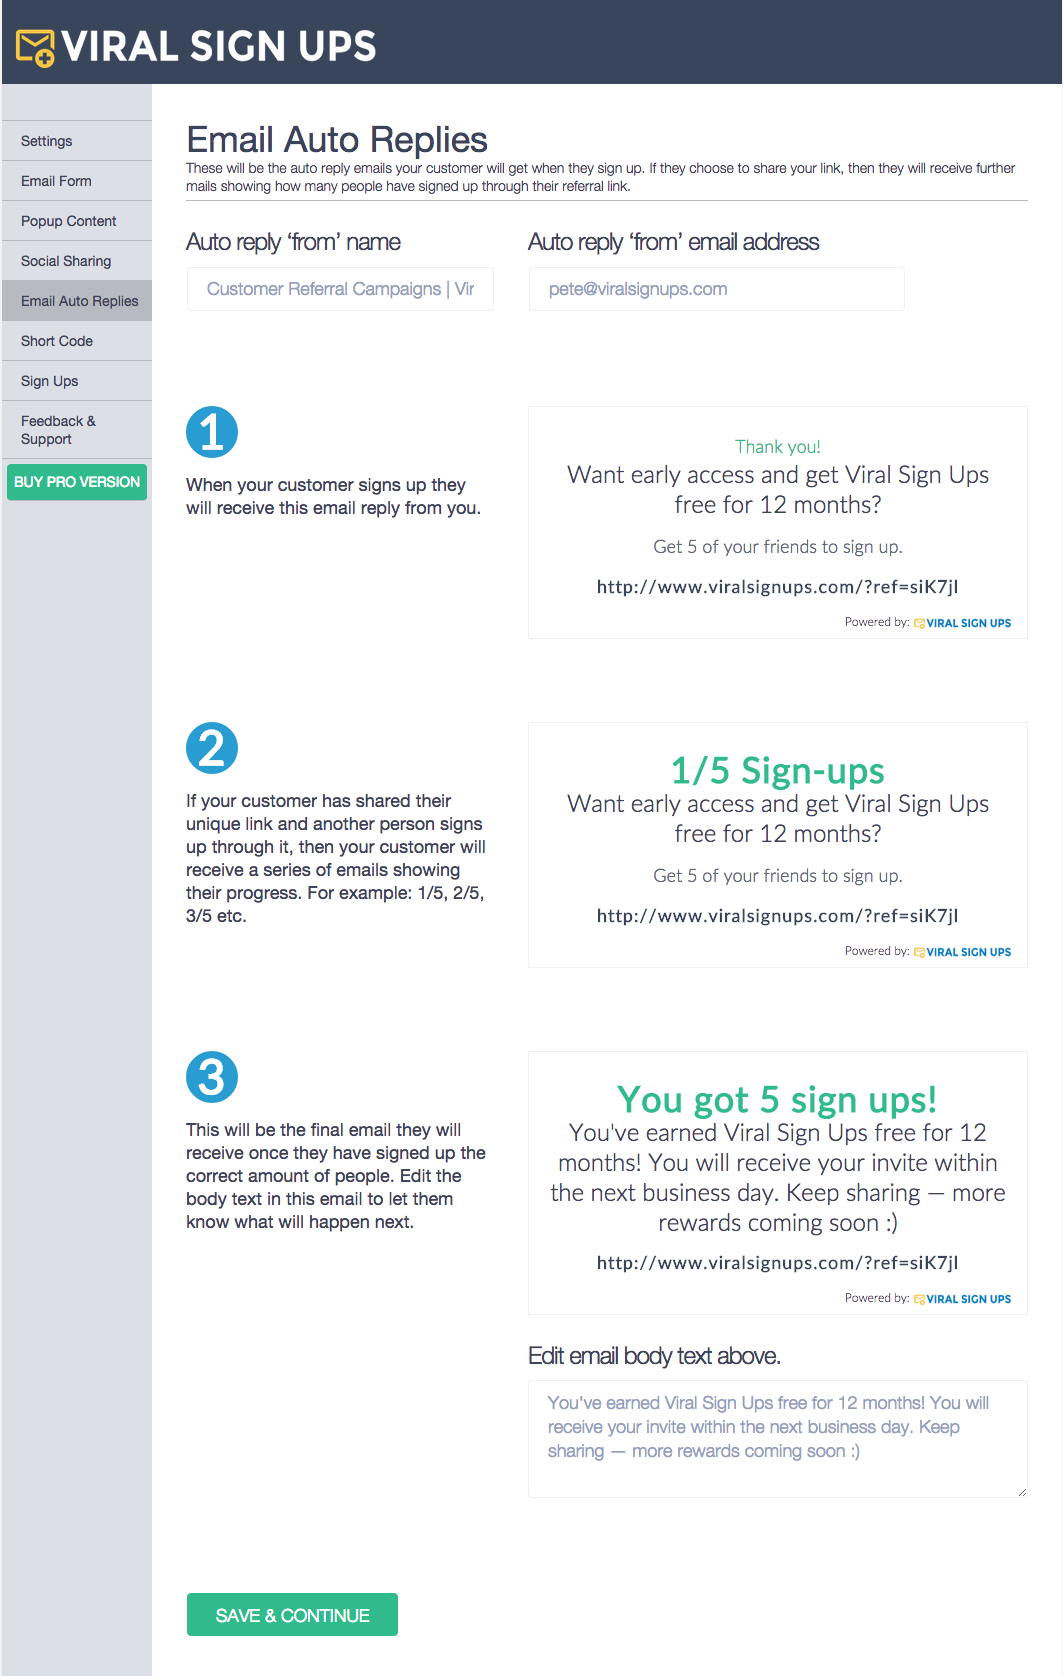 VIRAL SIGN UPS
Settings
Email Form
Popup Content
Social Sharing
Email Auto Replies
Short Code
Sign Ups
Feedback &
Support
BUY PRO VERSION
Email Auto Replies
These will be the auto reply emails your customer will get when they sign up. If they choose to share your link, then they will receive further
mails showing how many people have signed up through their referral link.
Auto reply ‘from’ name
Auto reply ‘from’ email address
Customer Referral Campaigns | Vir
pete@viralsignups.com
1
When your customer signs up they
will receive this email reply from you.
Thank you!
Want early access and get Viral Sign Ups
free for 12 months?
Get 5 of your friends to sign up.
http://www.viralsignups.com/?ref=siK7jl
Powered by: VIRAL SIGN UPS
2
If your customer has shared their
unique link and another person signs
up through it, then your customer will
receive a series of emails showing
their progress. For example: 1/5, 2/5,
3/5 etc.
1/5 Sign-ups
Want early access and get Viral Sign Ups
free for 12 months?
Get 5 of your friends to sign up.
http://www.viralsignups.com/?ref=siK7jl
Powered by: VIRAL SIGN UPS
3
This will be the final email they will
receive once they have signed up the
correct amount of people. Edit the
body text in this email to let them
know what will happen next.
You got 5 sign ups!
You've earned Viral Sign Ups free for 12
months! You will receive your invite within
the next business day. Keep sharing — more
rewards coming soon :)
http://www.viralsignups.com/?ref=siK7jl
Powered by: VIRAL SIGN UPS
Edit email body text above.
You've earned Viral Sign Ups free for 12 months! You will
receive your invite within the next business day. Keep
sharing — more rewards coming soon :)
SAVE & CONTINUE